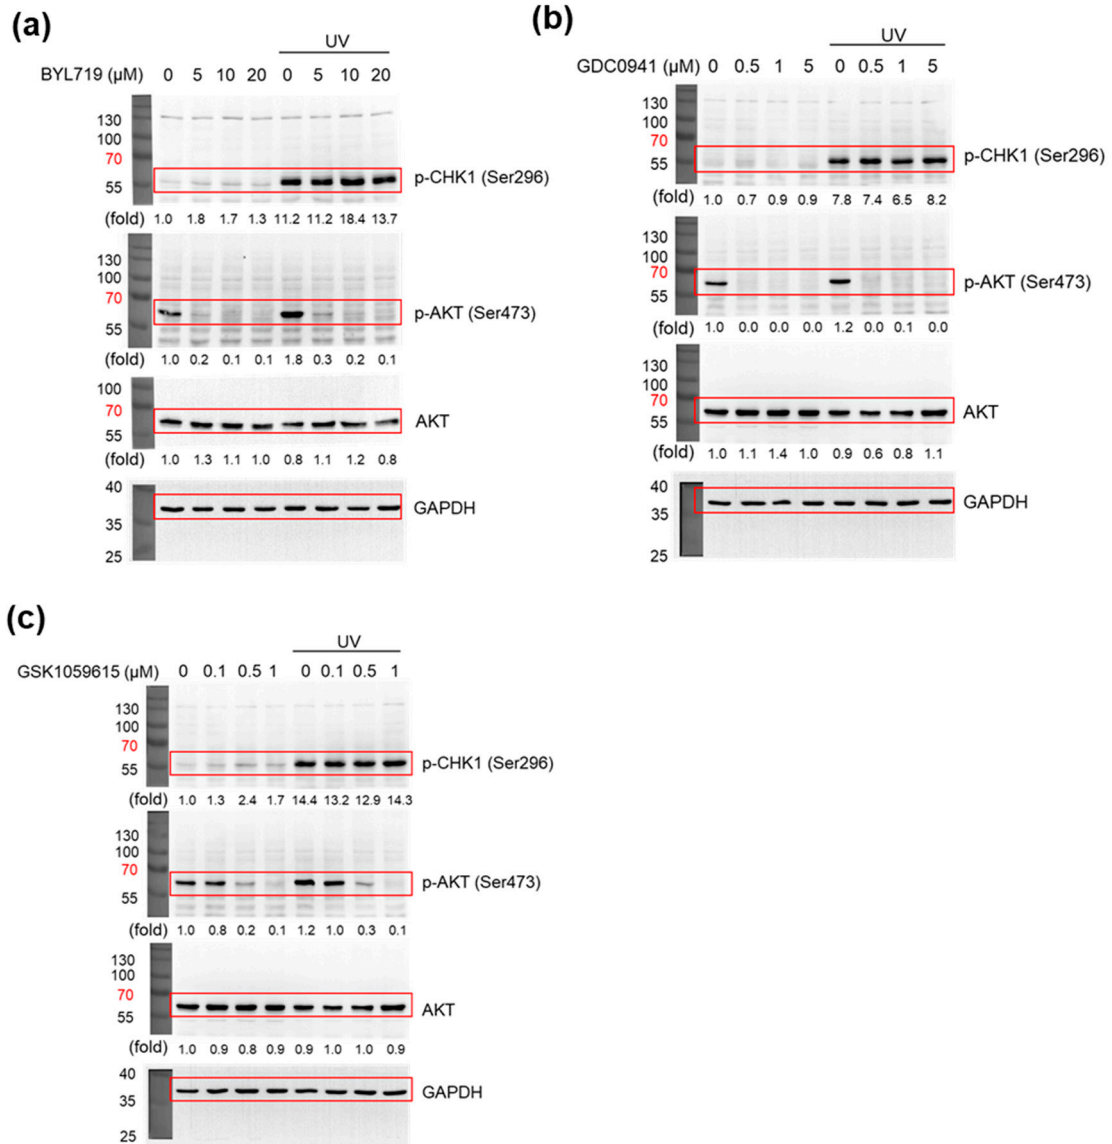 (a)
UV
BYL719 (μM) 0 5 10 20 0 5 10 20
130
100
70
55
p-CHK1 (Ser296)
(fold) 1.0 1.8 1.7 1.3 11.2 11.2 18.4 13.7
130
100
70
55
p-AKT (Ser473)
(fold) 1.0 0.2 0.1 0.1 1.8 0.3 0.2 0.1
100
70
55
AKT
(fold) 1.0 1.3 1.1 1.0 0.8 1.1 1.2 0.8
40
35
25
GAPDH
(b)
UV
GDC0941 (μM) 0 0.5 1 5 0 0.5 1 5
130
100
70
55
p-CHK1 (Ser296)
(fold) 1.0 0.7 0.9 0.9 7.8 7.4 6.5 8.2
130
100
70
55
p-AKT (Ser473)
(fold) 1.0 0.0 0.0 0.0 1.2 0.0 0.1 0.0
130
100
70
55
AKT
(fold) 1.0 1.1 1.4 1.0 0.9 0.6 0.8 1.1
40
35
25
GAPDH
(c)
UV
GSK1059615 (μM) 0 0.1 0.5 1 0 0.1 0.5 1
130
100
70
55
p-CHK1 (Ser296)
(fold) 1.0 1.3 2.4 1.7 14.4 13.2 12.9 14.3
130
100
70
55
p-AKT (Ser473)
(fold) 1.0 0.8 0.2 0.1 1.2 1.0 0.3 0.1
130
100
70
55
AKT
(fold) 1.0 0.9 0.8 0.9 0.9 1.0 1.0 0.9
40
35
25
GAPDH